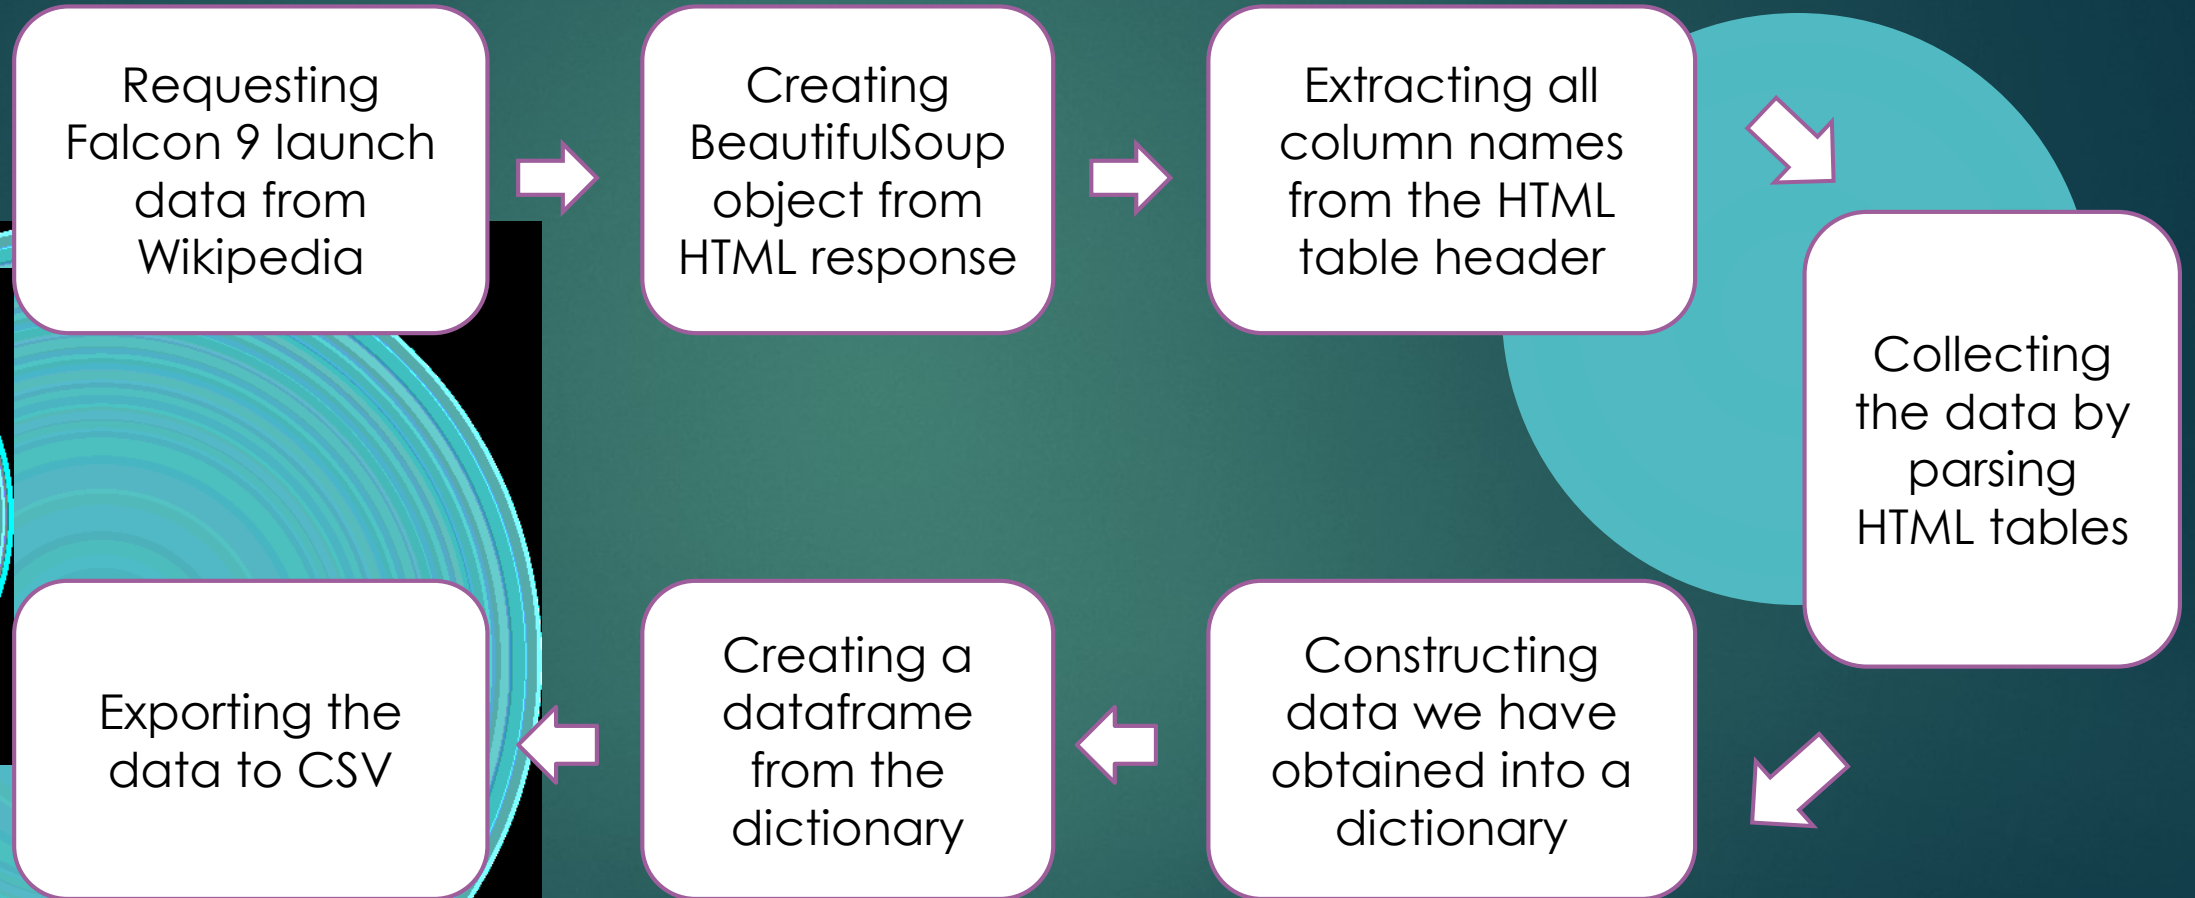 Requesting
Falcon 9 launch
data from
Wikipedia
Creating
BeautifulSoup
object from
HTML response
Extracting all
column names
from the HTML
table header
Collecting
the data by
parsing
HTML tables
Constructing
data we have
obtained into a
dictionary
Creating a
dataframe
from the
dictionary
Exporting the
data to CSV